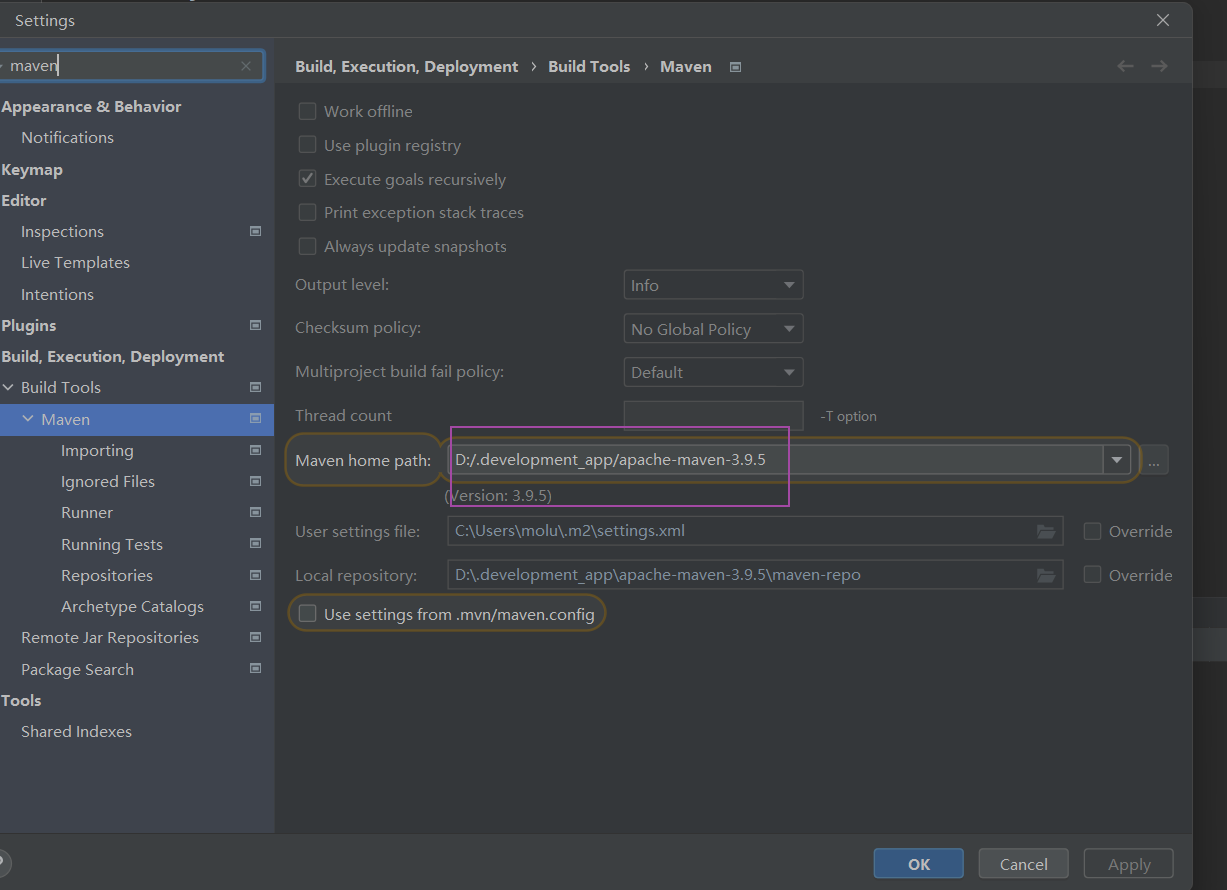 Settings
maven
Appearance & Behavior
Notifications
Keymap
Editor
Inspections
Live Templates
Intentions
Plugins
Build, Execution, Deployment
Build Tools
Maven
Importing
Ignored Files
Runner
Running Tests
Repositories
Archetype Catalogs
Remote Jar Repositories
Package Search
Tools
Shared Indexes
Build, Execution, Deployment › Build Tools › Maven
Work offline
Use plugin registry
Execute goals recursively
Print exception stack traces
Always update snapshots
Output level: Info
Checksum policy: No Global Policy
Multiproject build fail policy: Default
Thread count -T option
Maven home path: D:/.development_app/apache-maven-3.9.5 ...
(Version: 3.9.5)
User settings file: C:\Users\molu\.m2\settings.xml Override
Local repository: D:\.development_app\apache-maven-3.9.5\maven-repo Override
Use settings from .mvn/maven.config
OK Cancel Apply